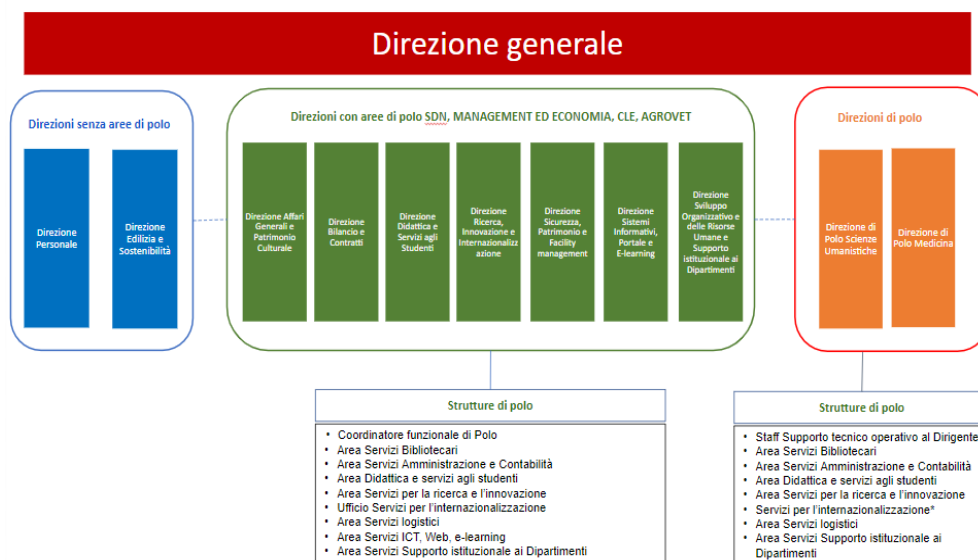 Direzione generale
Direzioni senza aree di polo
Direzione
Personale
Direzione
Edilizia e
Sostenibilità
Direzioni con aree di polo SDN, MANAGEMENT ED ECONOMIA, CLE, AGROVET
Direzione Affari
Generali e
Patrimonio
Culturale
Direzione
Bilancio e
Contratti
Direzione
Didattica e
Servizi agli
Studenti
Direzione
Ricerca,
Innovazione e
Internazionalizz
azione
Direzione
Sicurezza,
Patrimonio e
Facility
management
Direzione
Sistemi
Informativi,
Portale e
E-learning
Direzione
Sviluppo
Organizzativo e
delle Risorse
Umane e
Supporto
istituzionale ai
Dipartimenti
Direzioni di polo
Direzione di
Polo Scienze
Umanistiche
Direzione di
Polo Medicina
Strutture di polo
• Coordinatore funzionale di Polo
• Area Servizi Bibliotecari
• Area Servizi Amministrazione e Contabilità
• Area Didattica e servizi agli studenti
• Area Servizi per la ricerca e l'innovazione
• Ufficio Servizi per l'internazionalizzazione
• Area Servizi logistici
• Area Servizi ICT, Web, e-learning
• Area Servizi Supporto istituzionale ai Dipartimenti
Strutture di polo
• Staff Supporto tecnico operativo al Dirigente
• Area Servizi Bibliotecari
• Area Servizi Amministrazione e Contabilità
• Area Didattica e servizi agli studenti
• Area Servizi per la ricerca e l'innovazione
• Servizi per l'internazionalizzazione*
• Area Servizi logistici
• Area Servizi Supporto istituzionale ai
Dipartimenti